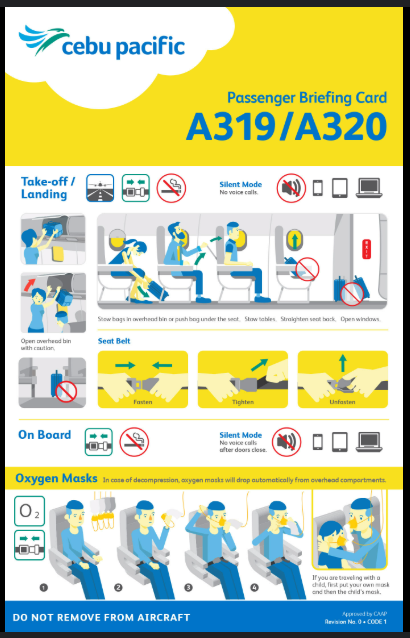 cebu pacific
Passenger Briefing Card
A319/A320
Take-off /
Landing
Silent Mode
No voice calls.
EXIT
Stow bags in overhead bin or push bag under the seat. Stow tables. Straighten seat back. Open windows.
Open overhead bin
with caution.
Seat Belt
Fasten
Tighten
Unfasten
On Board
Silent Mode
No voice calls
after doors close.
Oxygen Masks
In case of decompression, oxygen masks will drop automatically from overhead compartments.
O2
1
2
3
4
If you are traveling with a
child, first put your own mask
and then the child's mask.
DO NOT REMOVE FROM AIRCRAFT
Approved by CAAP
Revision No. 0 • CODE 1